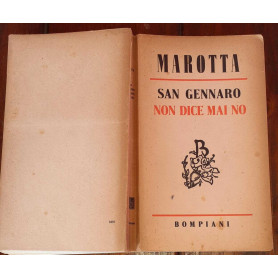 MAROTTA
SAN GENNARO
NON DICE MAI NO
B
BOMPIANI